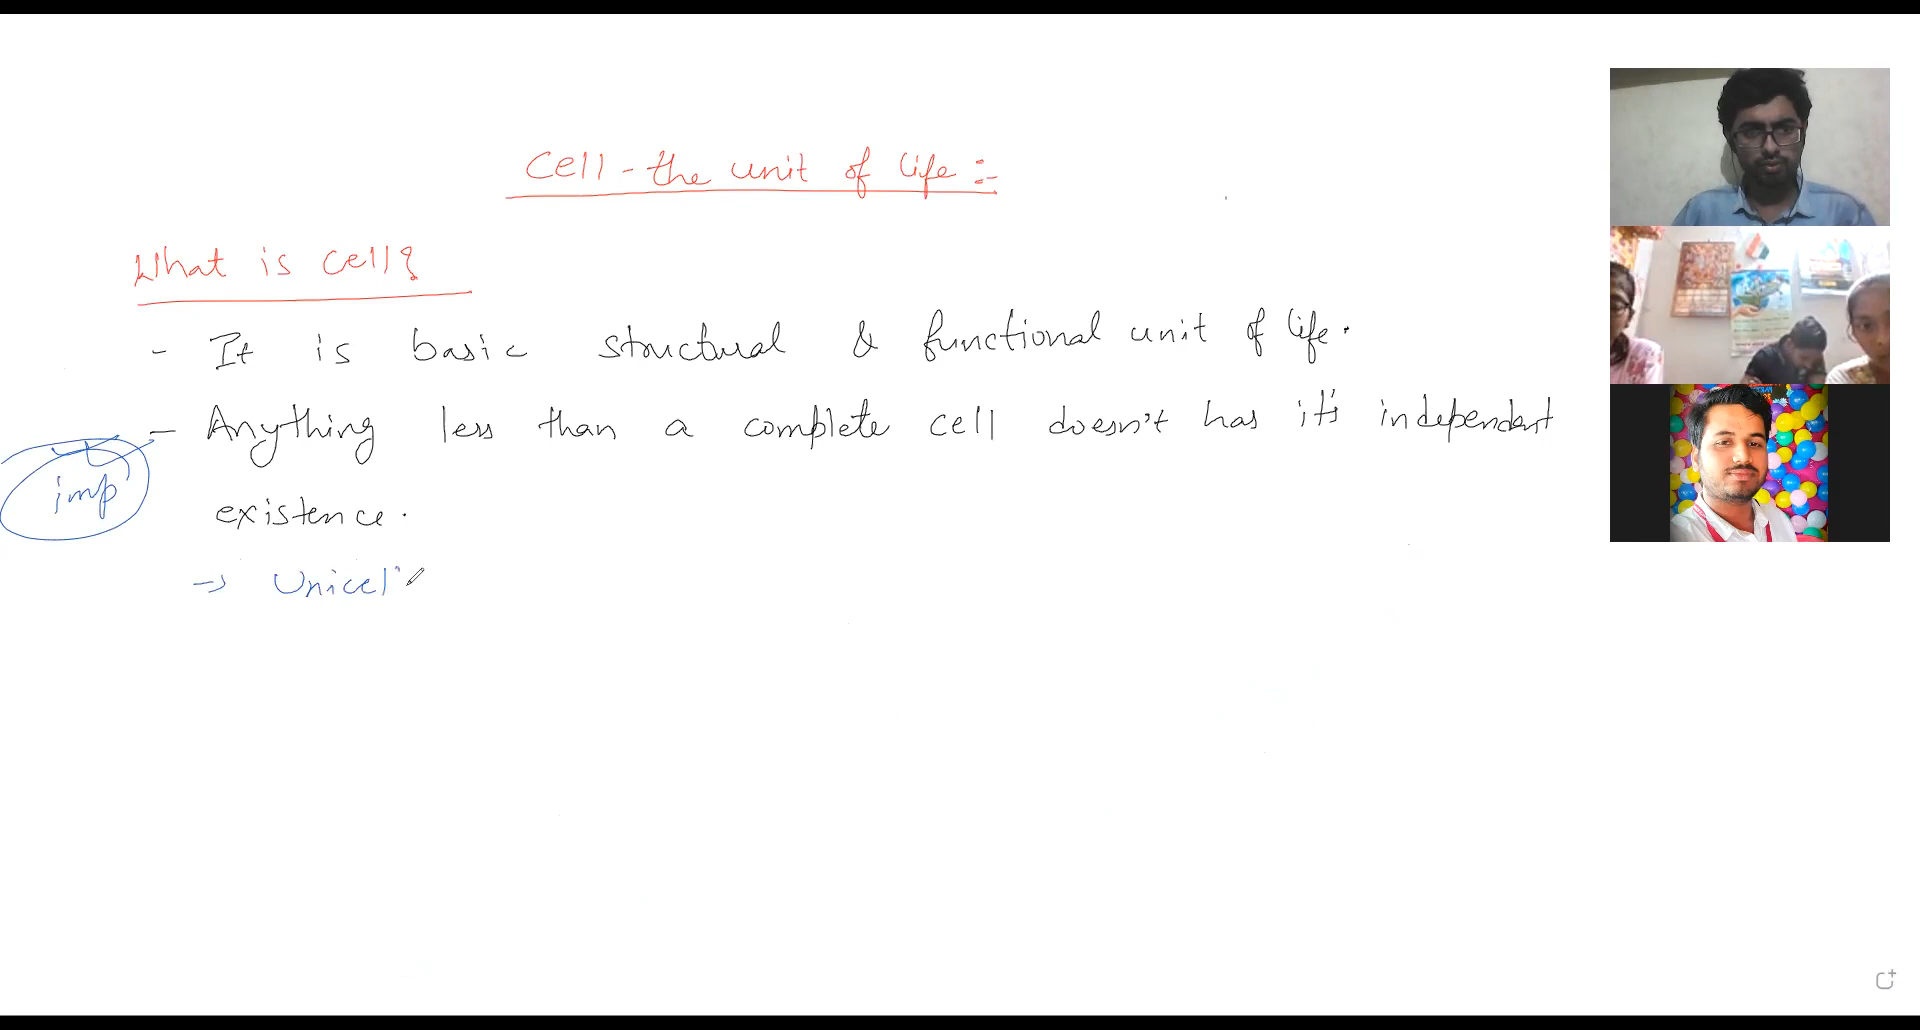 Cell - the unit of life :-
What is cell?
- It is basic structural & functional unit of life.
- Anything less than a complete cell doesn't has it's independent
imp
existence.
→ Unicel